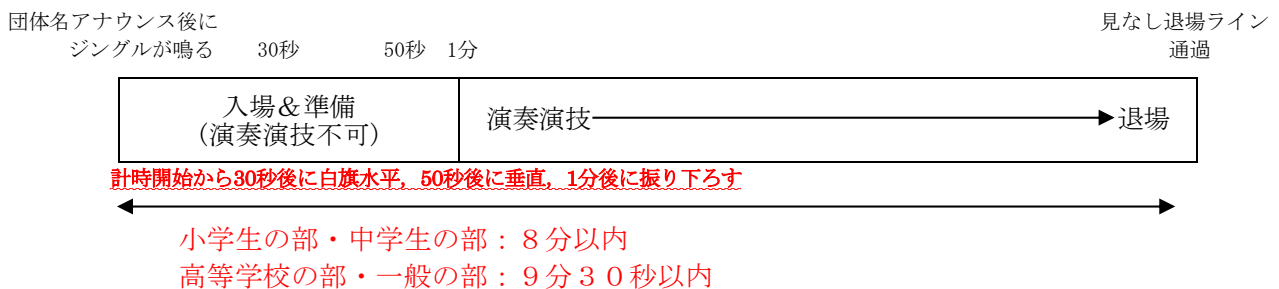 団体名アナウンス後に
ジングルが鳴る 30秒 50秒 1分
見なし退場ライン
通過
入場＆準備
（演奏演技不可）
演奏演技 退場
計時開始から30秒後に白旗水平，50秒後に垂直，1分後に振り下ろす
小学生の部・中学生の部：８分以内
高等学校の部・一般の部：９分３０秒以内